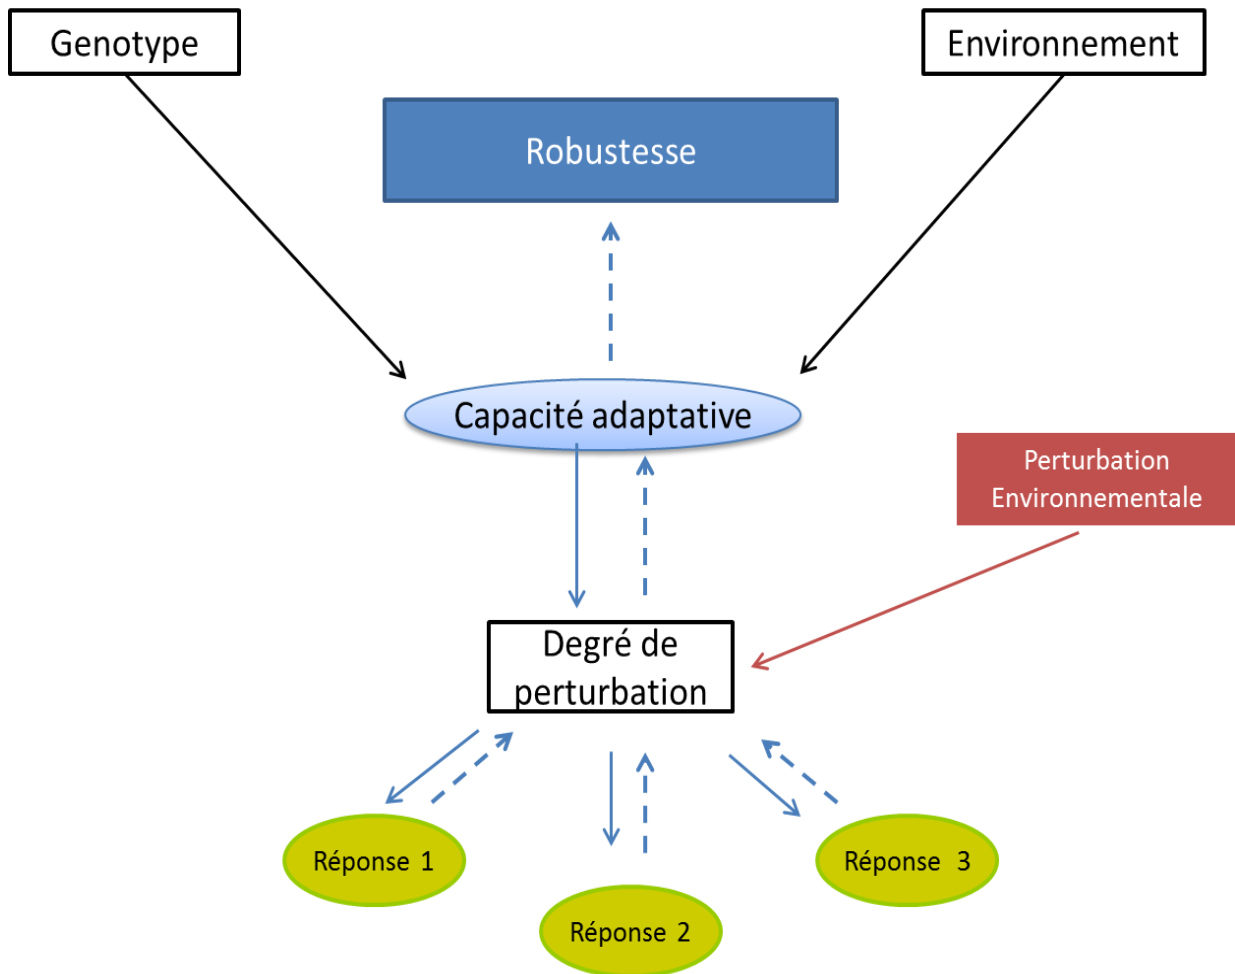 Genotype
Environnement
Robustesse
Capacité adaptative
Perturbation
Environnementale
Degré de
perturbation
Réponse 1
Réponse 3
Réponse 2